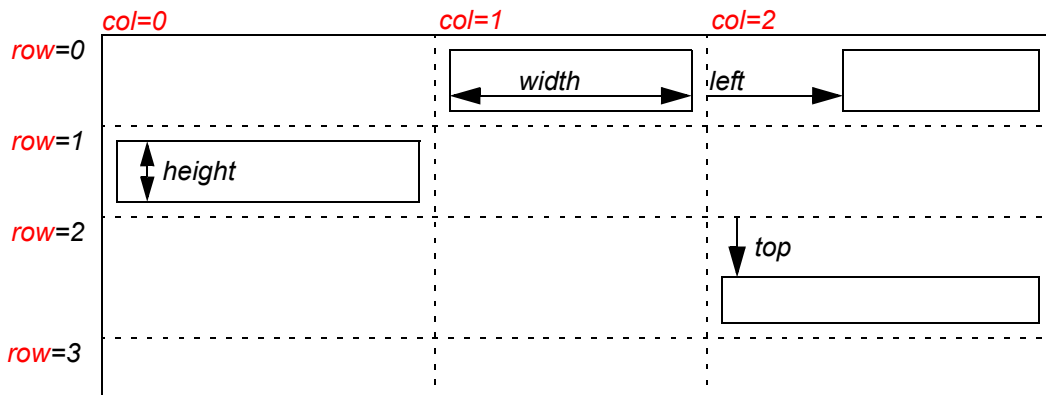 col=0
col=1
col=2
row=0
width
left
row=1
height
row=2
top
row=3